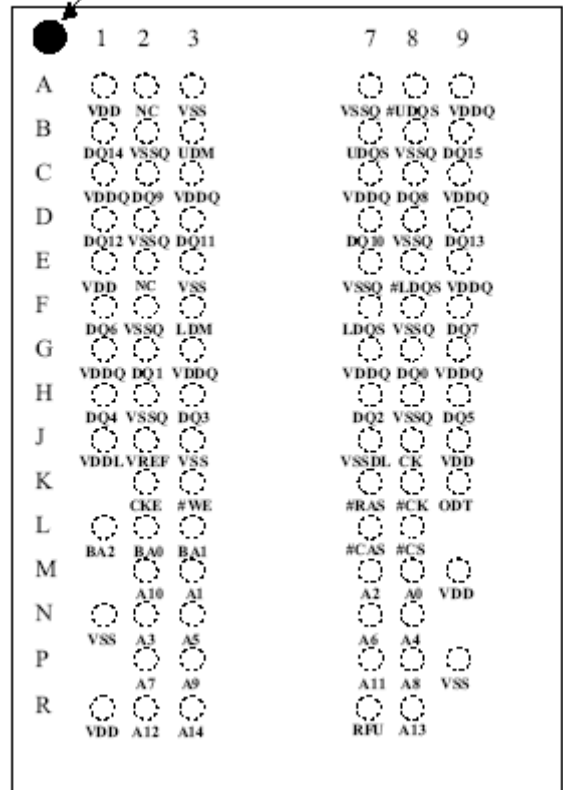 1 2 3 7 8 9
A
VDD NC VSS VSSQ #UDQS VDDQ
B
DQ14 VSSQ UDM UDQS VSSQ DQ15
C
VDDQ DQ9 VDDQ VDDQ DQ8 VDDQ
D
DQ12 VSSQ DQ11 DQ10 VSSQ DQ13
E
VDD NC VSS VSSQ #LDQS VDDQ
F
DQ6 VSSQ LDM LDQS VSSQ DQ7
G
VDDQ DQ1 VDDQ VDDQ DQ0 VDDQ
H
DQ4 VSSQ DQ3 DQ2 VSSQ DQ5
J
VDDL VREF VSS VSSDL CK VDD
K
CKE #WE #RAS #CK ODT
L
BA2 BA0 BA1 #CAS #CS
M
A10 A1 A2 A0 VDD
N
VSS A3 A5 A6 A4
P
A7 A9 A11 A8 VSS
R
VDD A12 A14 RFU A13